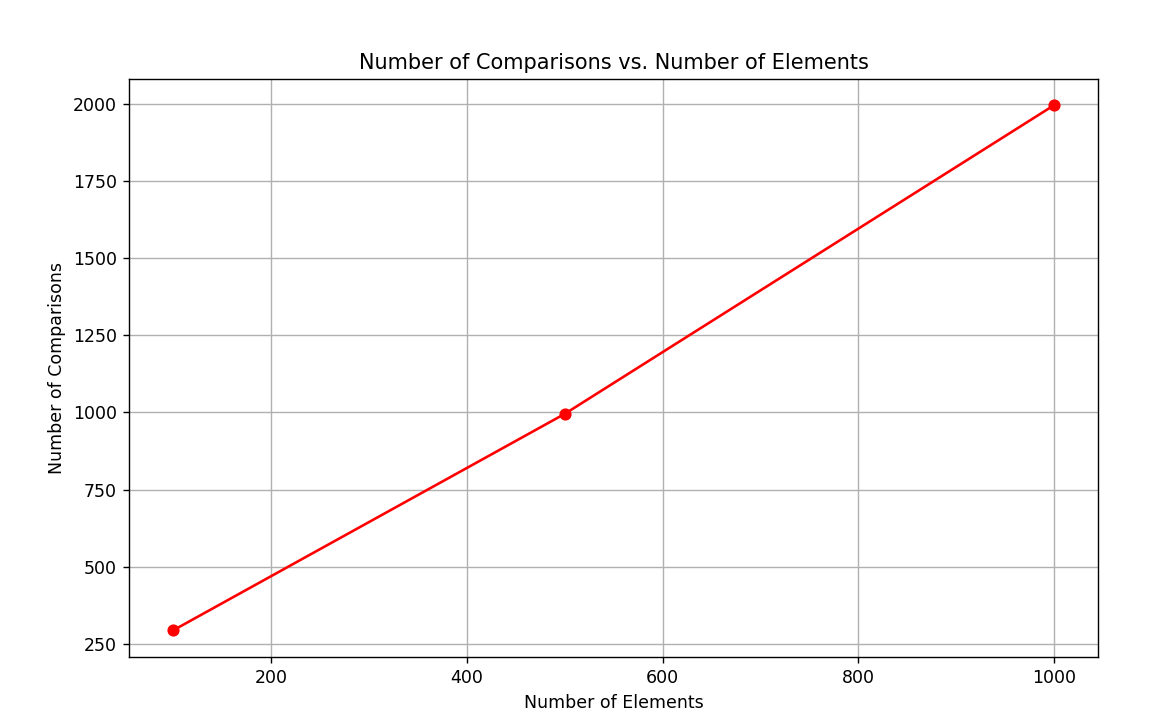 Number of Comparisons vs. Number of Elements
Number of Comparisons
2000
1750
1500
1250
1000
750
500
250
200 400 600 800 1000
Number of Elements